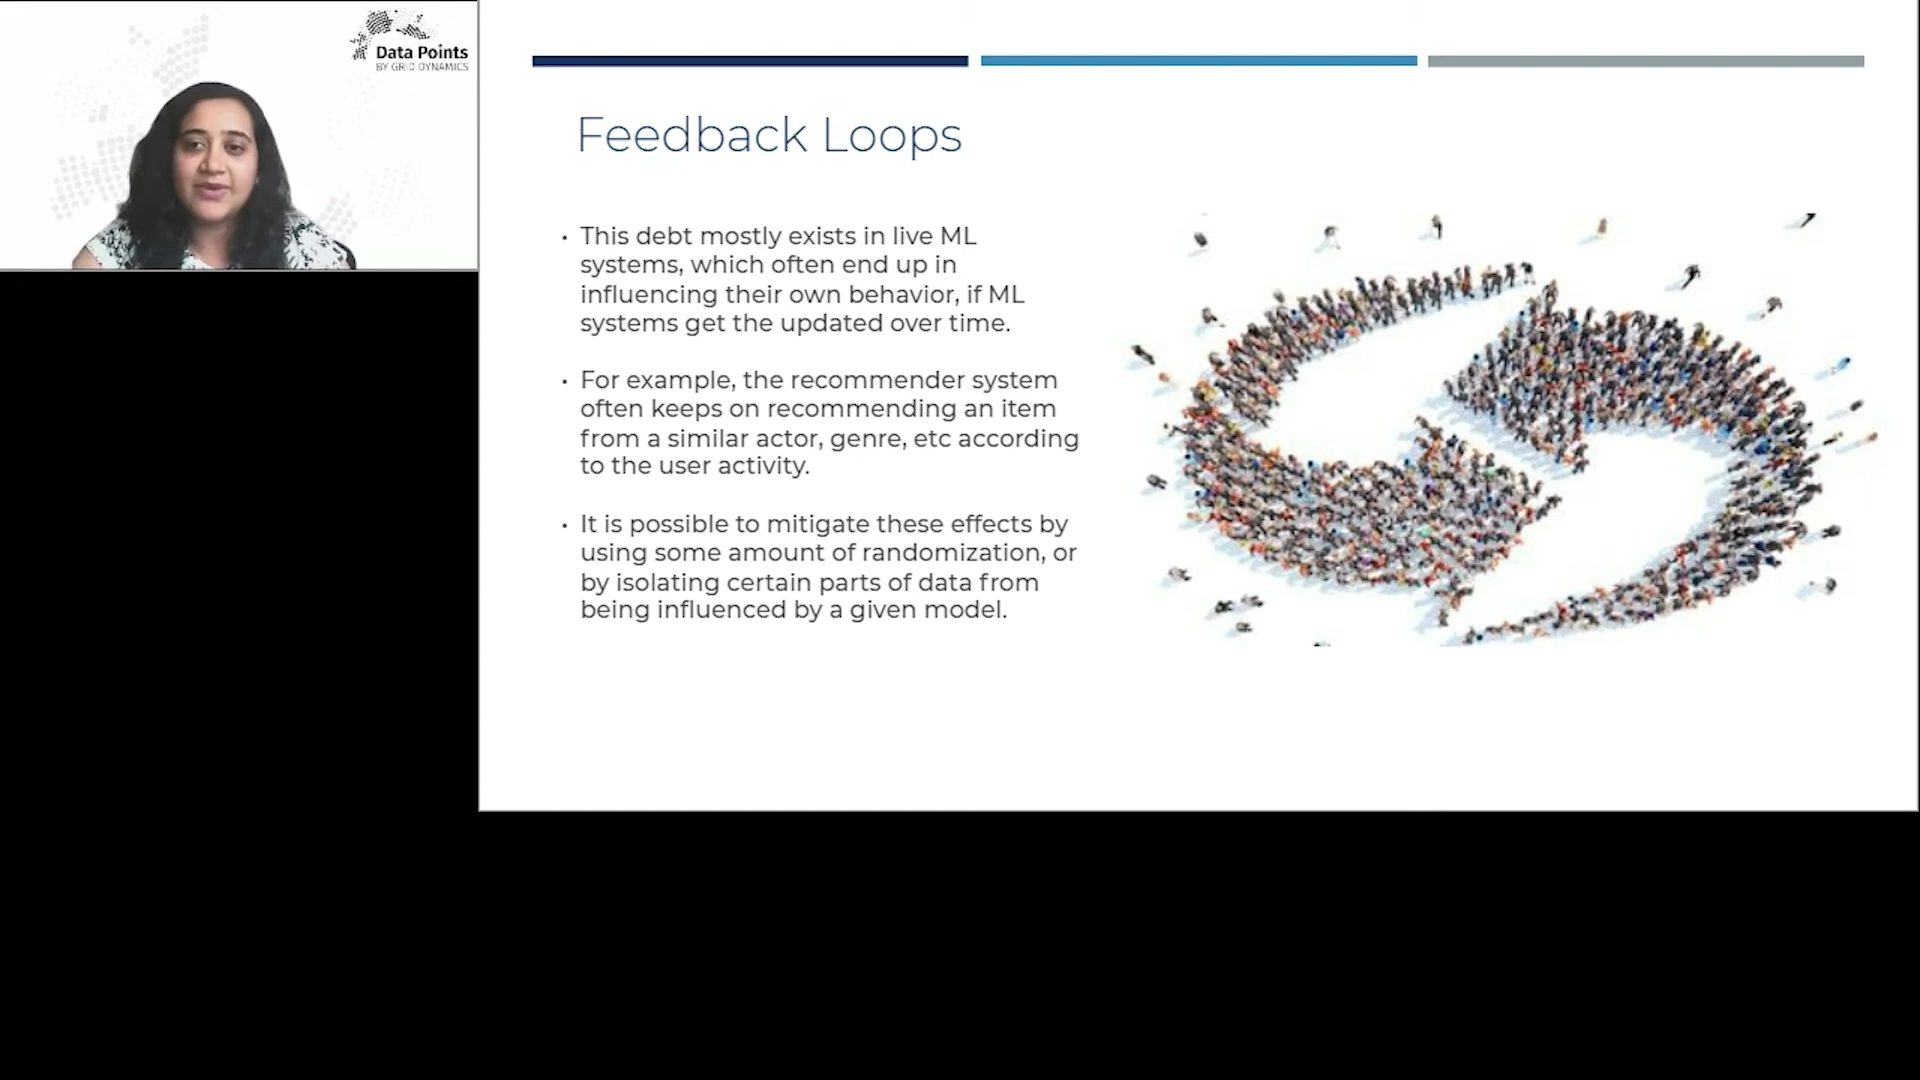 Data Points
BY GRID DYNAMICS
Feedback Loops
• This debt mostly exists in live ML
systems, which often end up in
influencing their own behavior, if ML
systems get the updated over time.
• For example, the recommender system
often keeps on recommending an item
from a similar actor, genre, etc according
to the user activity.
• It is possible to mitigate these effects by
using some amount of randomization, or
by isolating certain parts of data from
being influenced by a given model.